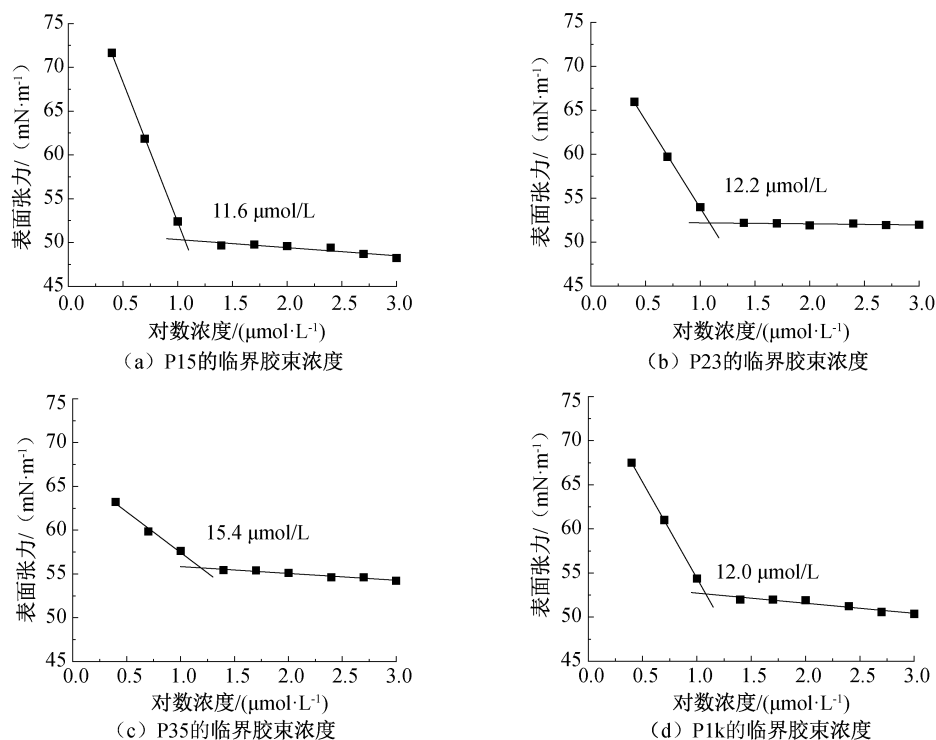 75
70
65
60
55
50
45
表面张力/（mN·m-1）
11.6 μmol/L
0.0 0.5 1.0 1.5 2.0 2.5 3.0
对数浓度/(μmol·L-1)
（a）P15的临界胶束浓度
75
70
65
60
55
50
45
表面张力/（mN·m-1）
12.2 μmol/L
0.0 0.5 1.0 1.5 2.0 2.5 3.0
对数浓度/(μmol·L-1)
（b）P23的临界胶束浓度
75
70
65
60
55
50
45
表面张力/（mN·m-1）
15.4 μmol/L
0.0 0.5 1.0 1.5 2.0 2.5 3.0
对数浓度/(μmol·L-1)
（c）P35的临界胶束浓度
75
70
65
60
55
50
45
表面张力/（mN·m-1）
12.0 μmol/L
0.0 0.5 1.0 1.5 2.0 2.5 3.0
对数浓度/(μmol·L-1)
（d）P1k的临界胶束浓度